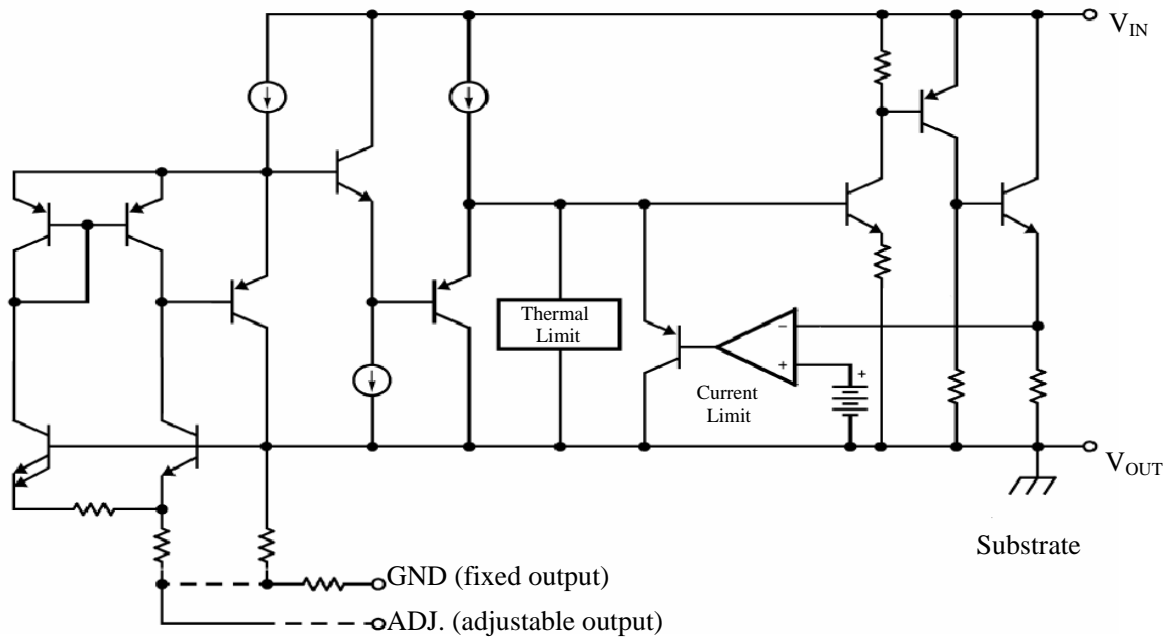 V_IN
Thermal
Limit
−
+
+
Current
Limit
V_OUT
Substrate
GND (fixed output)
ADJ. (adjustable output)